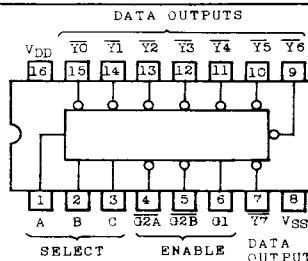 DATA OUTPUTS
VDD Y0 Y1 Y2 Y3 Y4 Y5 Y6
16 15 14 13 12 11 10 9
1 2 3 4 5 6 7 8
A B C G2A G2B G1 Y7 VSS
SELECT ENABLE DATA
OUTPUT